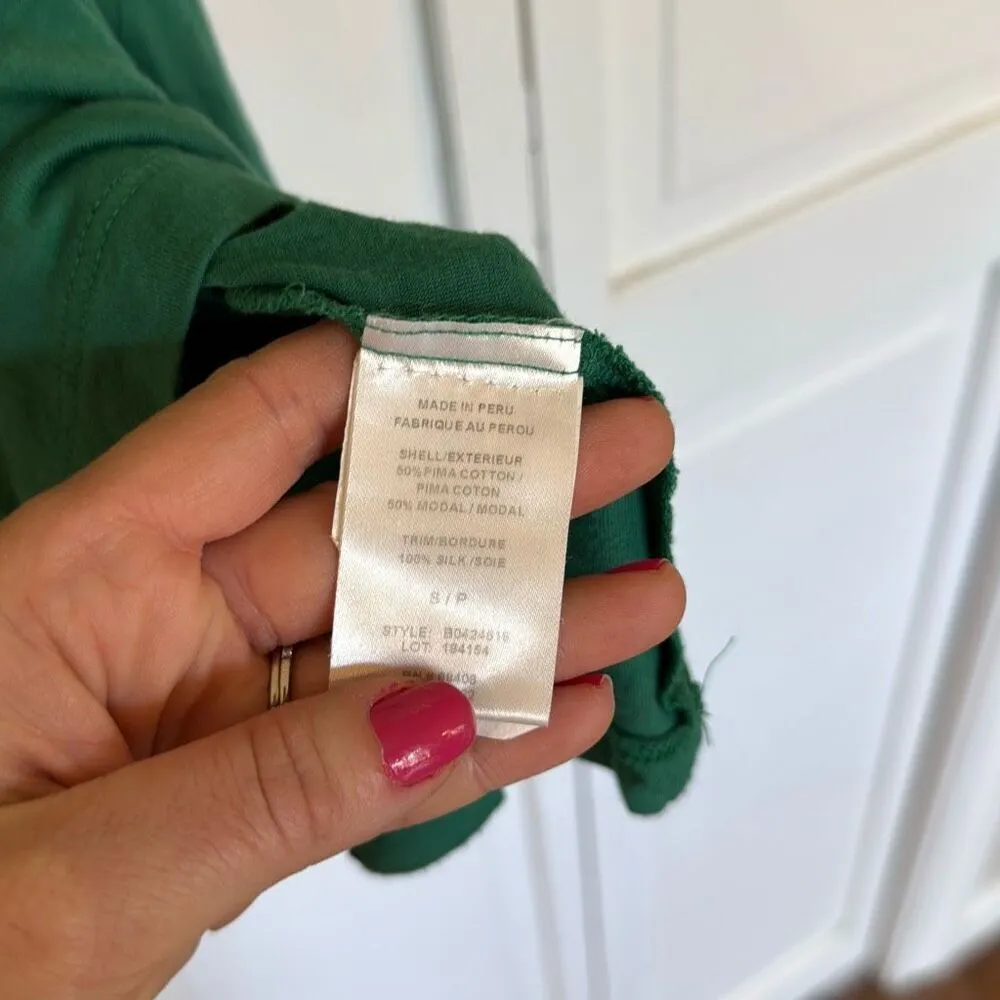 MADE IN PERU
FABRIQUE AU PEROU
SHELL/EXTERIEUR
50% PIMA COTTON /
PIMA COTON
50% MODAL / MODAL
TRIM/BORDURE
100% SILK /SOIE
S / P
STYLE: B0424616
LOT: 184154